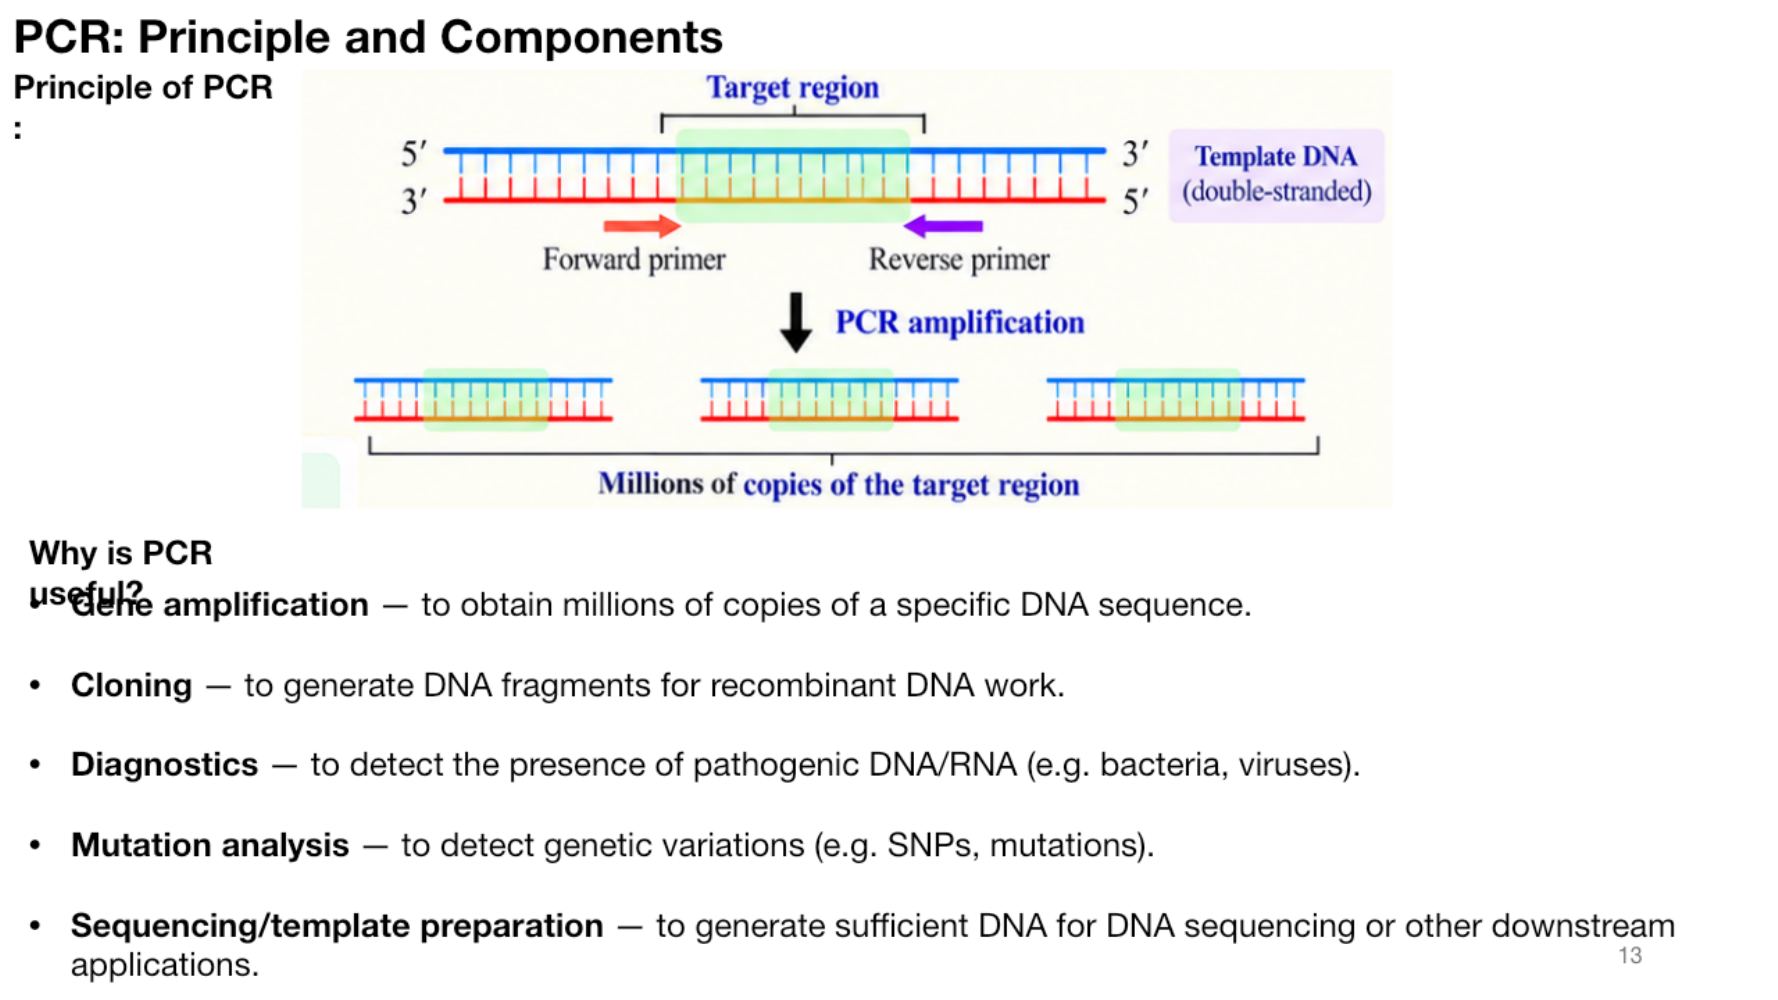 PCR: Principle and Components
Principle of PCR
:
Target region
5′
3′
3′
5′
Template DNA
(double-stranded)
Forward primer
Reverse primer
PCR amplification
Millions of copies of the target region
Why is PCR
useful?
• Gene amplification — to obtain millions of copies of a specific DNA sequence.
• Cloning — to generate DNA fragments for recombinant DNA work.
• Diagnostics — to detect the presence of pathogenic DNA/RNA (e.g. bacteria, viruses).
• Mutation analysis — to detect genetic variations (e.g. SNPs, mutations).
• Sequencing/template preparation — to generate sufficient DNA for DNA sequencing or other downstream
applications.
13